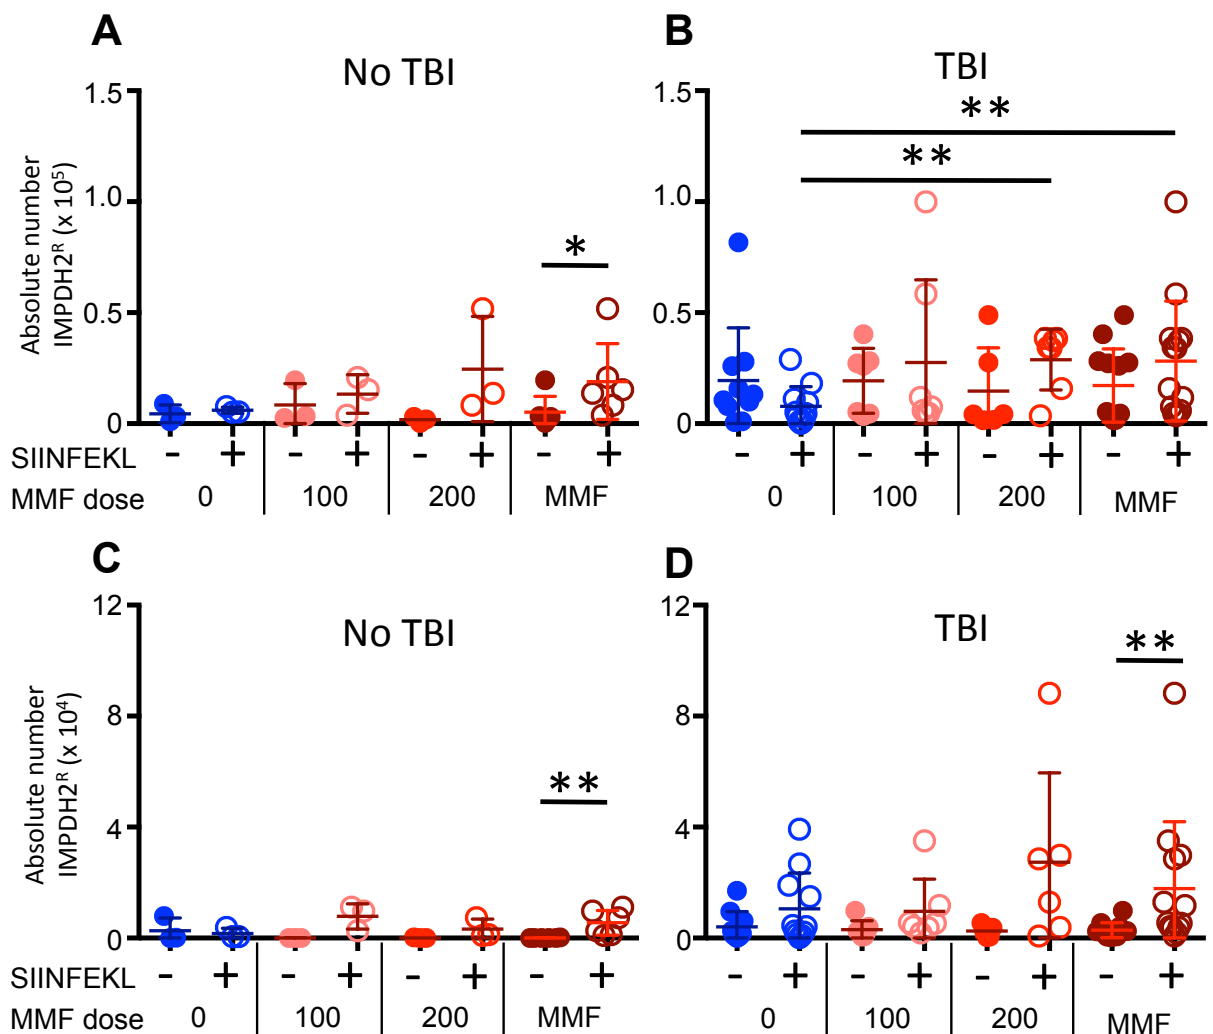 A
B
No TBI
TBI
1.5
1.0
0.5
0
Absolute number
IMPDH2ᴿ (x 10⁵)
*
1.5
1.0
0.5
0
**
**
SIINFEKL - + - + - + - +
MMF dose 0 100 200 MMF
- + - + - + - +
0 100 200 MMF
C
D
No TBI
TBI
12
8
4
0
Absolute number
IMPDH2ᴿ (x 10⁴)
**
12
8
4
0
**
SIINFEKL - + - + - + - +
MMF dose 0 100 200 MMF
- + - + - + - +
0 100 200 MMF